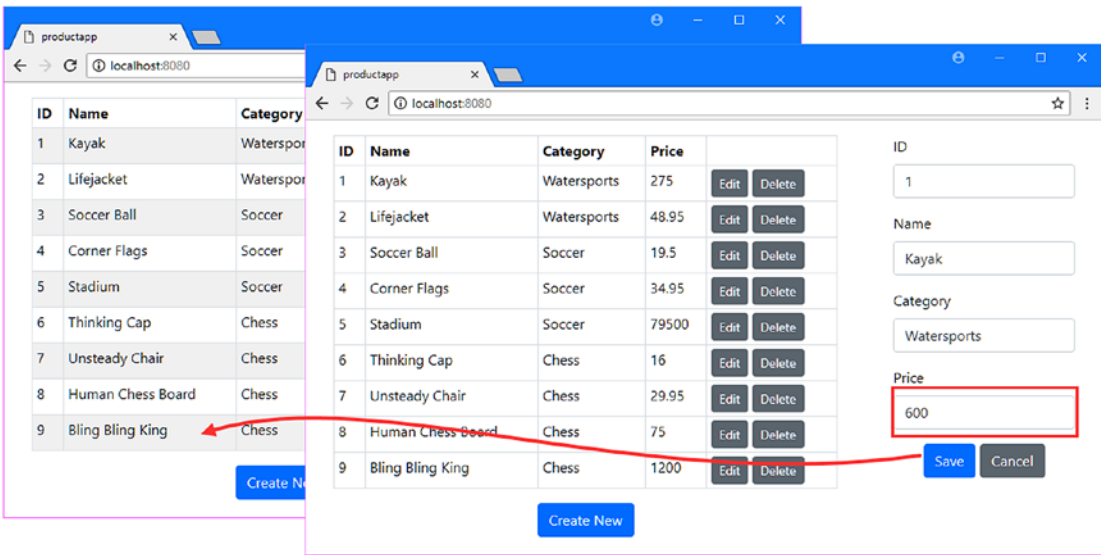 productapp
localhost:8080
ID Name Category
1 Kayak Waterspor
2 Lifejacket Waterspor
3 Soccer Ball Soccer
4 Corner Flags Soccer
5 Stadium Soccer
6 Thinking Cap Chess
7 Unsteady Chair Chess
8 Human Chess Board Chess
9 Bling Bling King Chess
Create Ne
productapp
localhost:8080
ID Name Category Price
1 Kayak Watersports 275 Edit Delete
2 Lifejacket Watersports 48.95 Edit Delete
3 Soccer Ball Soccer 19.5 Edit Delete
4 Corner Flags Soccer 34.95 Edit Delete
5 Stadium Soccer 79500 Edit Delete
6 Thinking Cap Chess 16 Edit Delete
7 Unsteady Chair Chess 29.95 Edit Delete
8 Human Chess Board Chess 75 Edit Delete
9 Bling Bling King Chess 1200 Edit Delete
Create New
ID
1
Name
Kayak
Category
Watersports
Price
600
Save Cancel